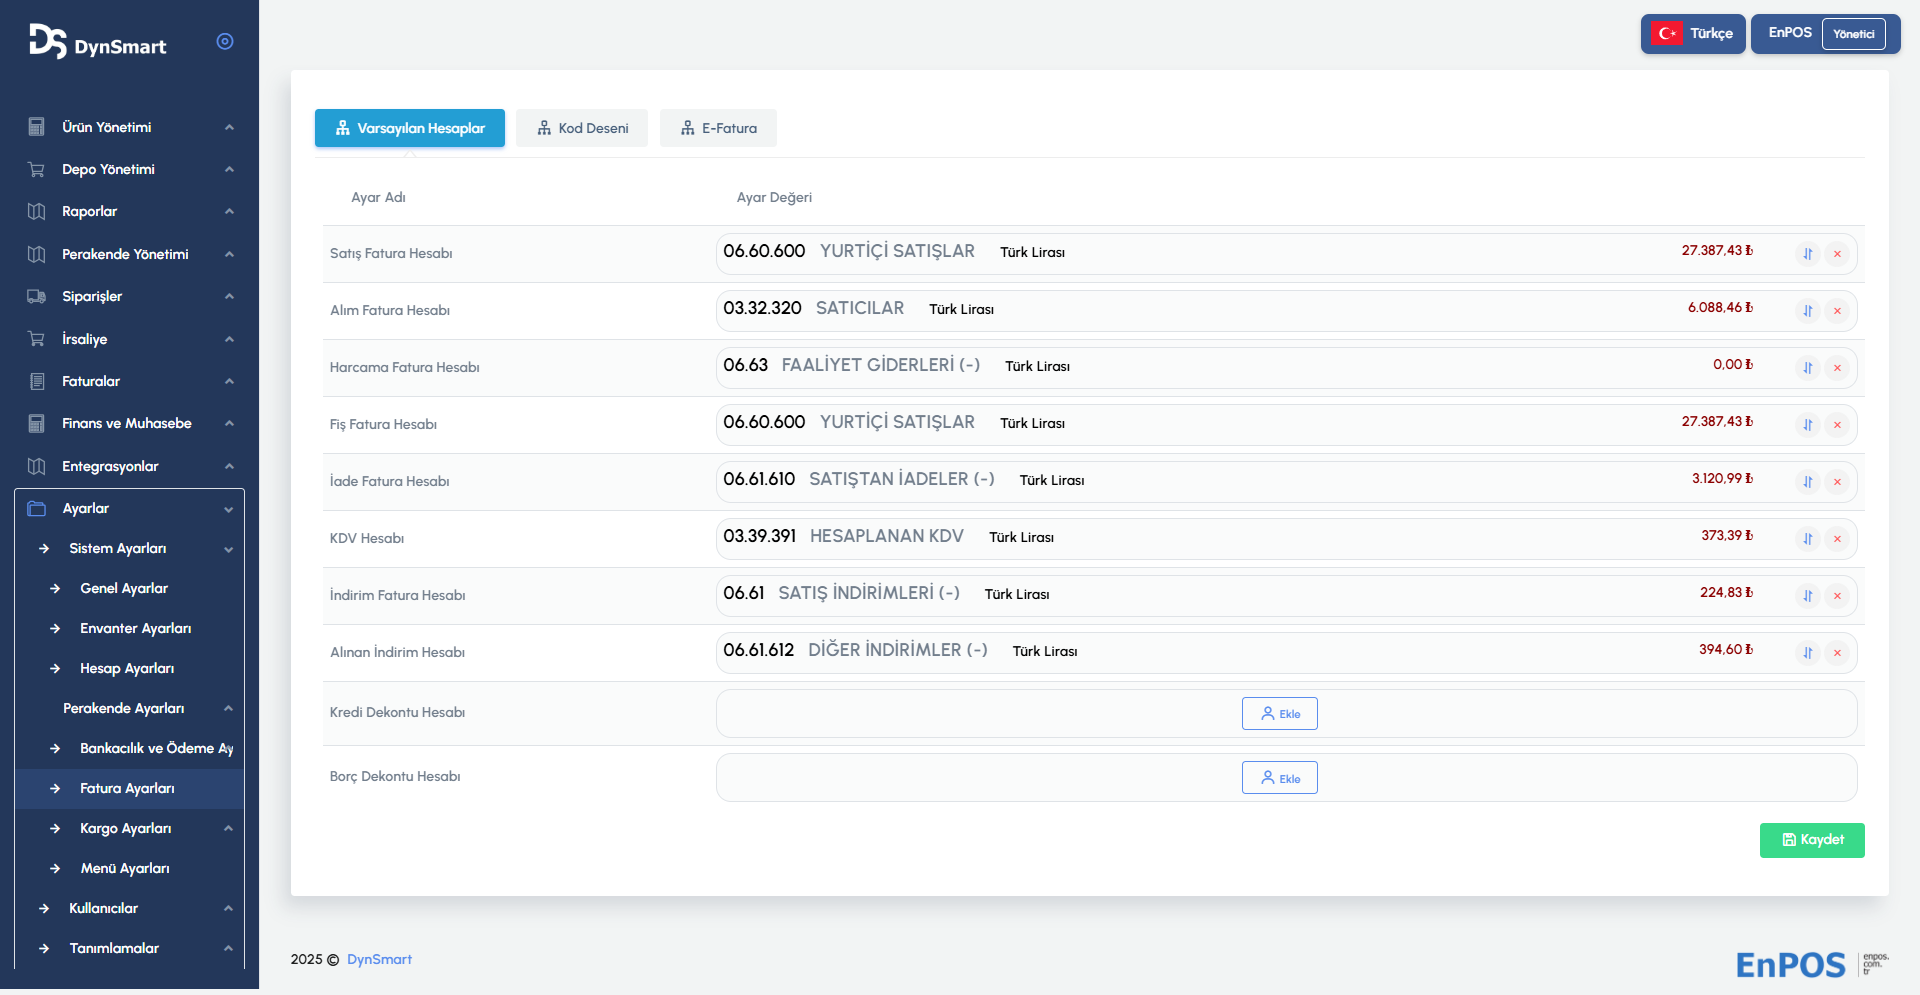 DynSmart
Türkçe
EnPOS
Yönetici
Ürün Yönetimi
Depo Yönetimi
Raporlar
Perakende Yönetimi
Siparişler
İrsaliye
Faturalar
Finans ve Muhasebe
Entegrasyonlar
Ayarlar
Sistem Ayarları
Genel Ayarlar
Envanter Ayarları
Hesap Ayarları
Perakende Ayarları
Bankacılık ve Ödeme Ay
Fatura Ayarları
Kargo Ayarları
Menü Ayarları
Kullanıcılar
Tanımlamalar
Varsayılan Hesaplar
Kod Deseni
E-Fatura
Ayar Adı Ayar Değeri
Satış Fatura Hesabı 06.60.600 YURTİÇİ SATIŞLAR Türk Lirası 27.387,43 ₺
Alım Fatura Hesabı 03.32.320 SATICILAR Türk Lirası 6.088,46 ₺
Harcama Fatura Hesabı 06.63 FAALİYET GİDERLERİ (-) Türk Lirası 0,00 ₺
Fiş Fatura Hesabı 06.60.600 YURTİÇİ SATIŞLAR Türk Lirası 27.387,43 ₺
İade Fatura Hesabı 06.61.610 SATIŞTAN İADELER (-) Türk Lirası 3.120,99 ₺
KDV Hesabı 03.39.391 HESAPLANAN KDV Türk Lirası 373,39 ₺
İndirim Fatura Hesabı 06.61 SATIŞ İNDİRİMLERİ (-) Türk Lirası 224,83 ₺
Alınan İndirim Hesabı 06.61.612 DİĞER İNDİRİMLER (-) Türk Lirası 394,60 ₺
Kredi Dekontu Hesabı Ekle
Borç Dekontu Hesabı Ekle
Kaydet
2025 © DynSmart
EnPOS
enpos.
com.
tr